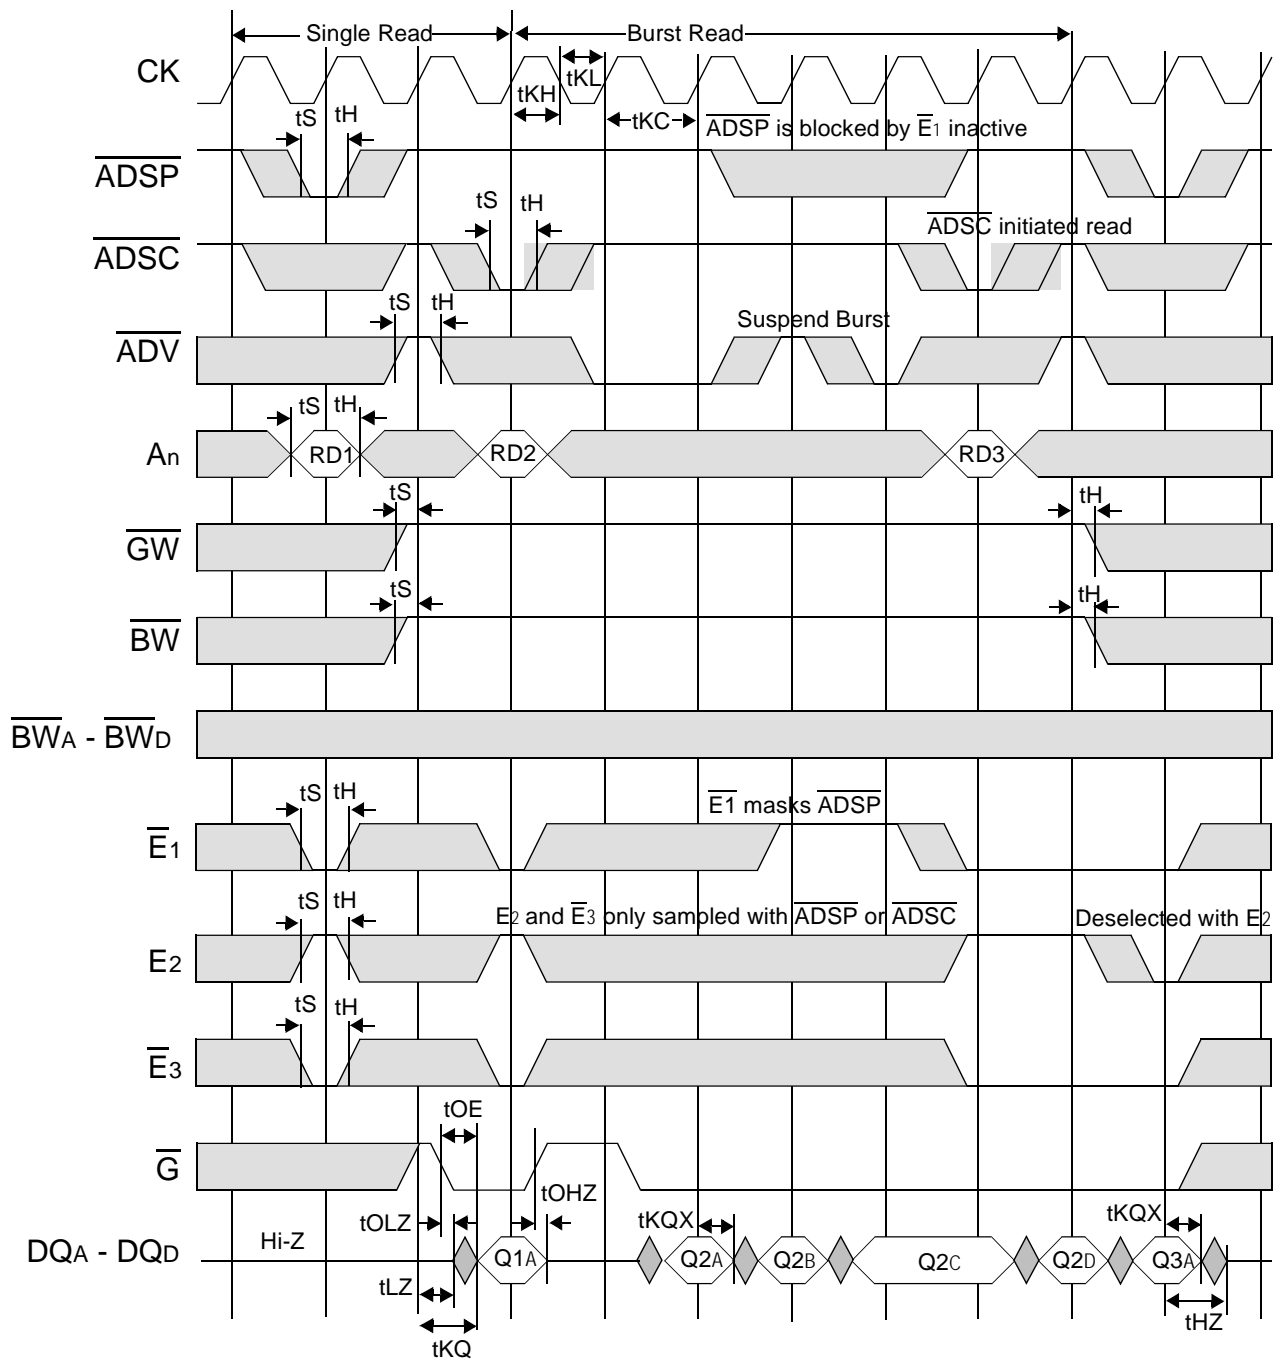 Single Read
Burst Read
CK
tKL
tKH
tS
tH
tKC
ADSP is blocked by E1 inactive
ADSP
tS
tH
ADSC initiated read
ADSC
tS
tH
Suspend Burst
ADV
tS
tH
An
RD1
RD2
RD3
tS
tH
GW
tS
tH
BW
BWA - BWD
tS
tH
E1 masks ADSP
E1
tS
tH
E2 and E3 only sampled with ADSP or ADSC
Deselected with E2
E2
tS
tH
E3
tOE
G
tOHZ
tOLZ
tKQX
tKQX
Hi-Z
DQA - DQD
Q1A
Q2A
Q2B
Q2C
Q2D
Q3A
tLZ
tHZ
tKQ